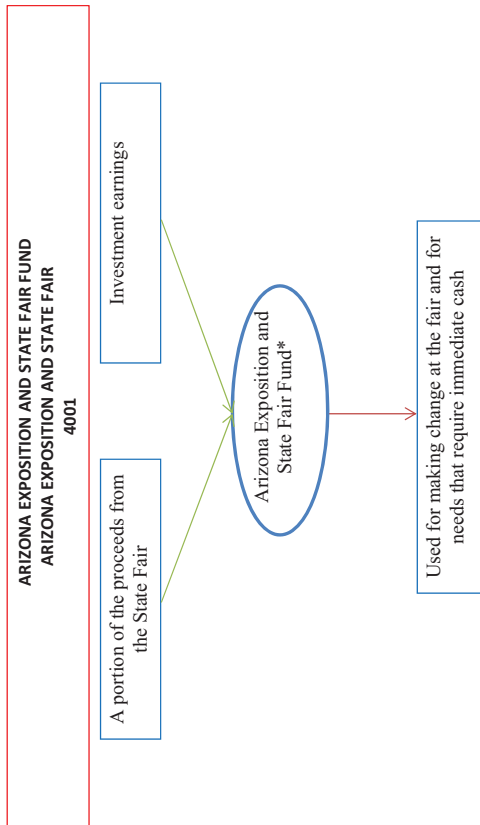 ARIZONA EXPOSITION AND STATE FAIR FUND
ARIZONA EXPOSITION AND STATE FAIR
4001
A portion of the proceeds from
the State Fair
Investment earnings
Arizona Exposition and
State Fair Fund*
Used for making change at the fair and for
needs that require immediate cash